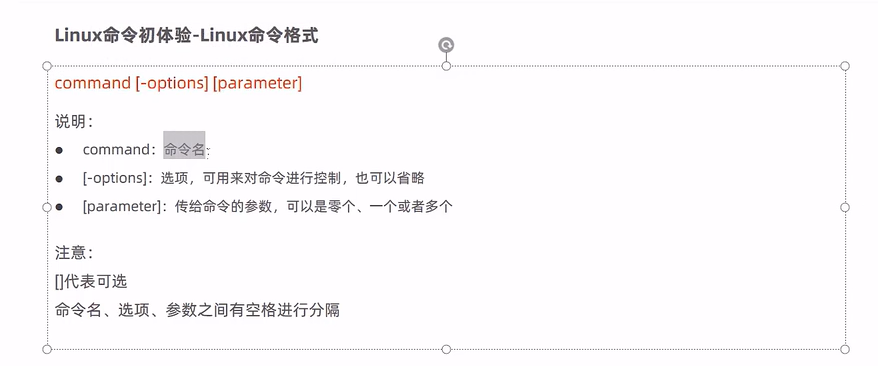 Linux命令初体验-Linux命令格式
command [-options] [parameter]
说明：
● command：命令名
● [-options]：选项，可用来对命令进行控制，也可以省略
● [parameter]：传给命令的参数，可以是零个、一个或者多个
注意：
[]代表可选
命令名、选项、参数之间有空格进行分隔